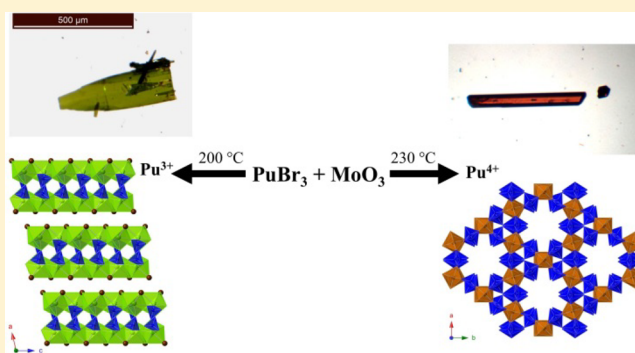 500 µm
Pu³⁺ 200 °C PuBr₃ + MoO₃ 230 °C Pu⁴⁺
a
c
a
b